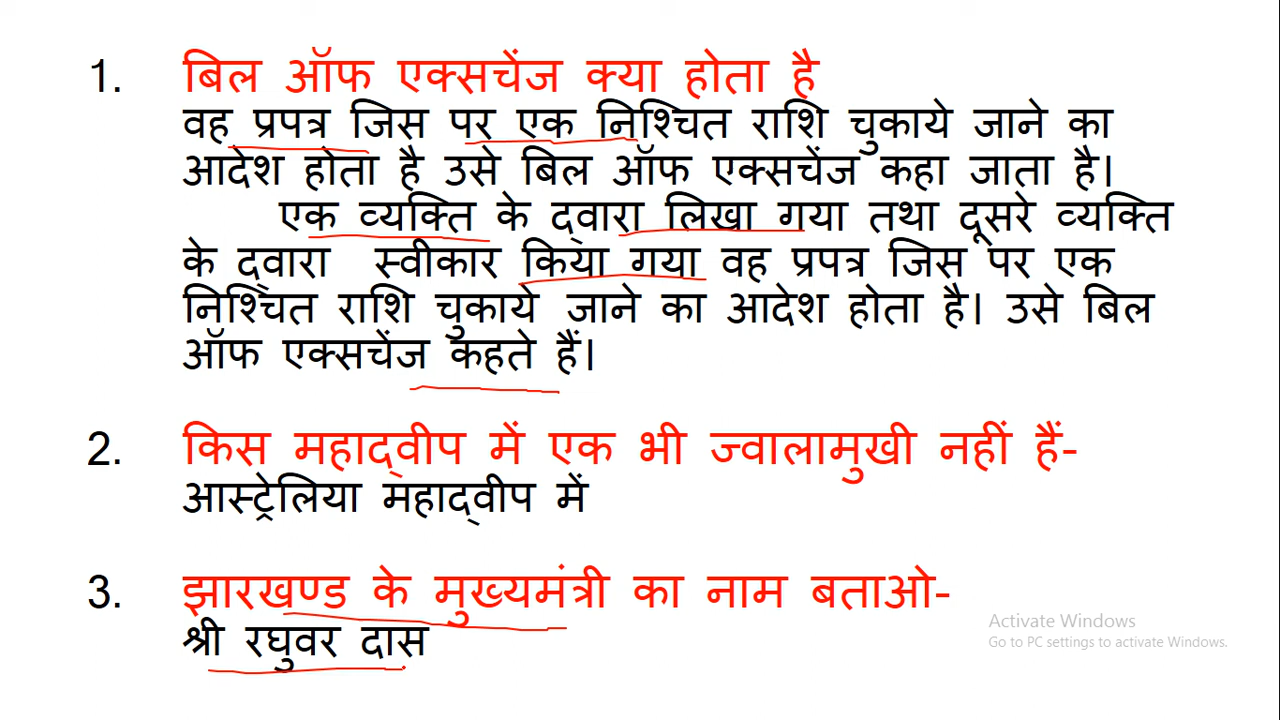 1. बिल ऑफ एक्सचेंज क्या होता है
वह प्रपत्र जिस पर एक निश्चित राशि चुकाये जाने का
आदेश होता है उसे बिल ऑफ एक्सचेंज कहा जाता है।
एक व्यक्ति के द्वारा लिखा गया तथा दूसरे व्यक्ति
के द्वारा स्वीकार किया गया वह प्रपत्र जिस पर एक
निश्चित राशि चुकाये जाने का आदेश होता है। उसे बिल
ऑफ एक्सचेंज कहते हैं।
2. किस महाद्वीप में एक भी ज्वालामुखी नहीं हैं-
आस्ट्रेलिया महाद्वीप में
3. झारखण्ड के मुख्यमंत्री का नाम बताओ-
श्री रघुवर दास
Activate Windows
Go to PC settings to activate Windows.